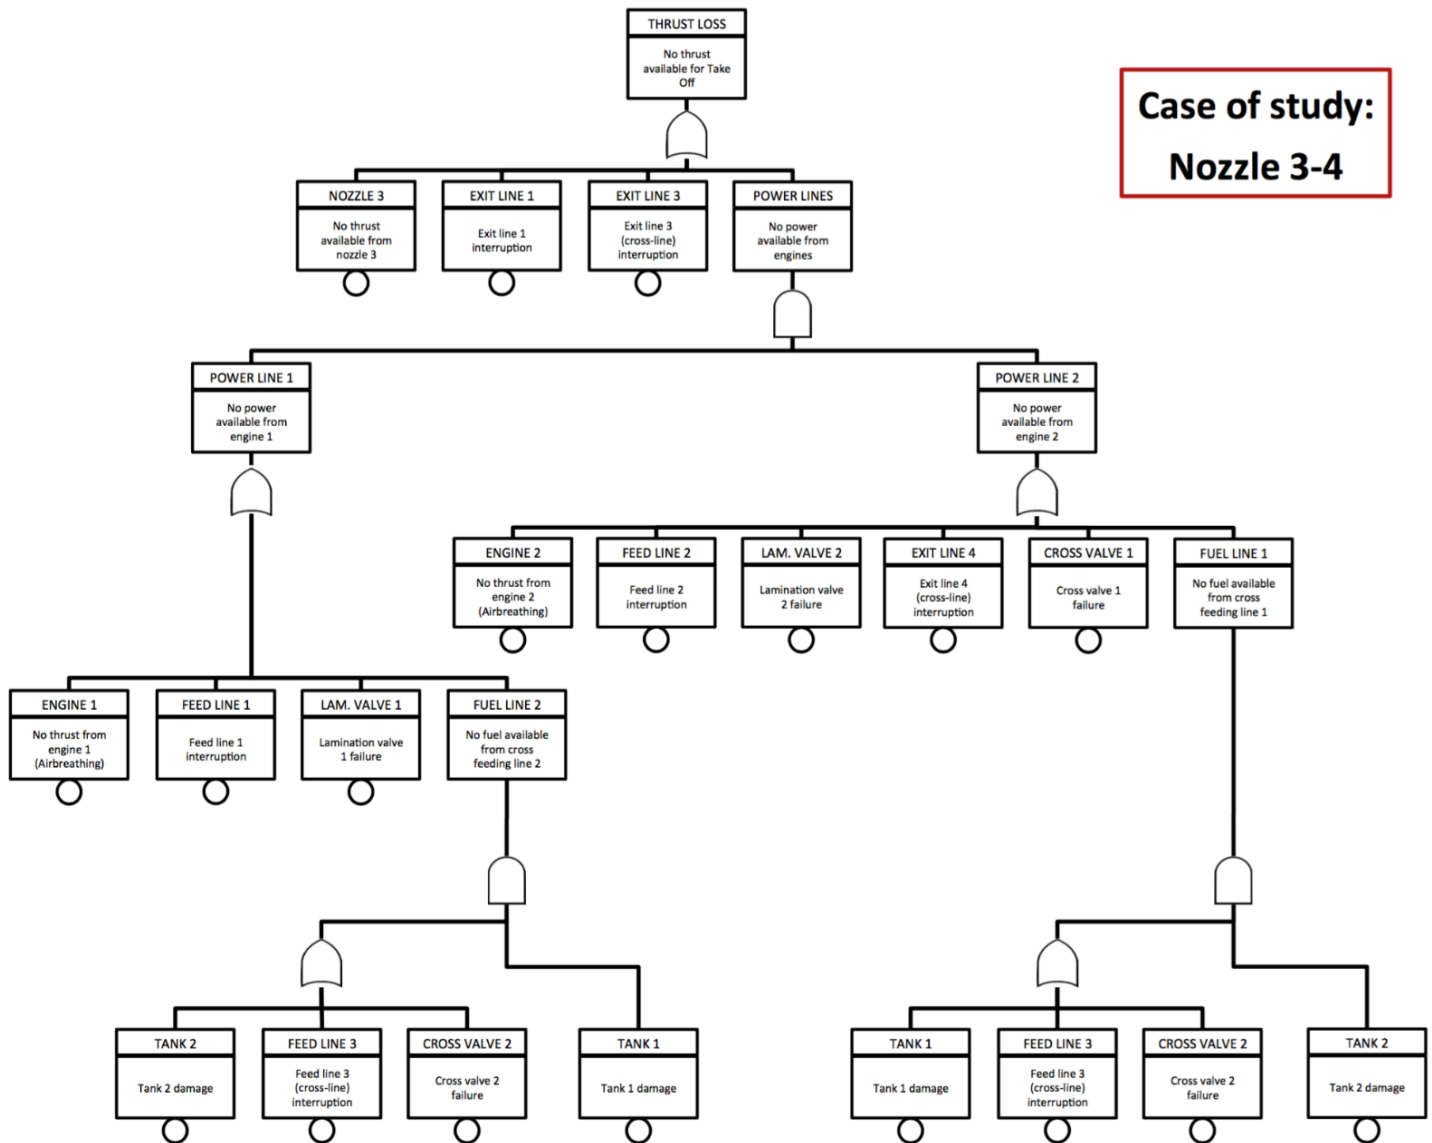 THRUST LOSS
No thrust
available for Take
Off
Case of study:
Nozzle 3-4
NOZZLE 3
No thrust
available from
nozzle 3
EXIT LINE 1
Exit line 1
interruption
EXIT LINE 3
Exit line 3
(cross-line)
interruption
POWER LINES
No power
available from
engines
POWER LINE 1
No power
available from
engine 1
POWER LINE 2
No power
available from
engine 2
ENGINE 2
No thrust from
engine 2
(Airbreathing)
FEED LINE 2
Feed line 2
interruption
LAM. VALVE 2
Lamination valve
2 failure
EXIT LINE 4
Exit line 4
(cross-line)
interruption
CROSS VALVE 1
Cross valve 1
failure
FUEL LINE 1
No fuel available
from cross
feeding line 1
ENGINE 1
No thrust from
engine 1
(Airbreathing)
FEED LINE 1
Feed line 1
interruption
LAM. VALVE 1
Lamination valve
1 failure
FUEL LINE 2
No fuel available
from cross
feeding line 2
TANK 2
Tank 2 damage
FEED LINE 3
Feed line 3
(cross-line)
interruption
CROSS VALVE 2
Cross valve 2
failure
TANK 1
Tank 1 damage
TANK 1
Tank 1 damage
FEED LINE 3
Feed line 3
(cross-line)
interruption
CROSS VALVE 2
Cross valve 2
failure
TANK 2
Tank 2 damage